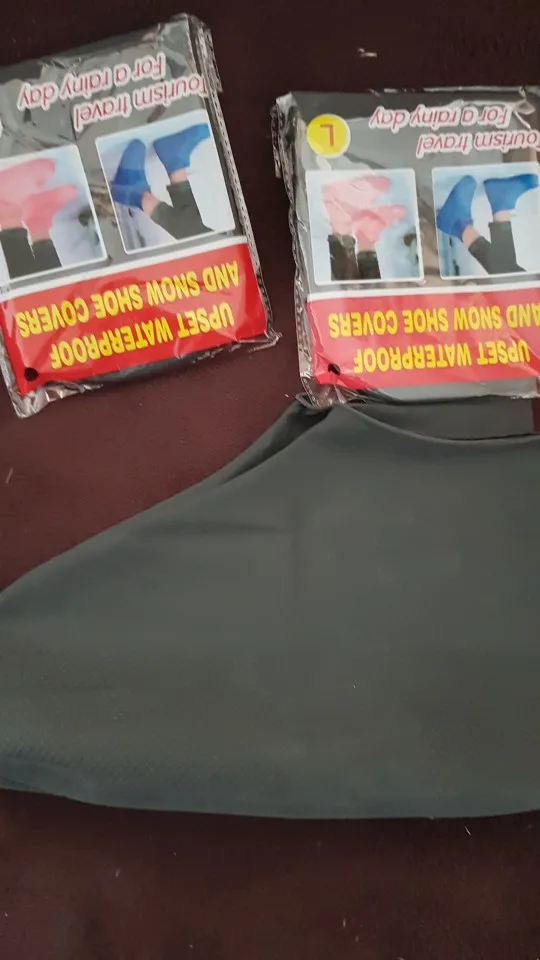 UPSET WATERPROOF
AND SNOW SHOE COVERS
Tourism travel
For a rainy day
L
UPSET WATERPROOF
AND SNOW SHOE COVERS
Tourism travel
For a rainy day